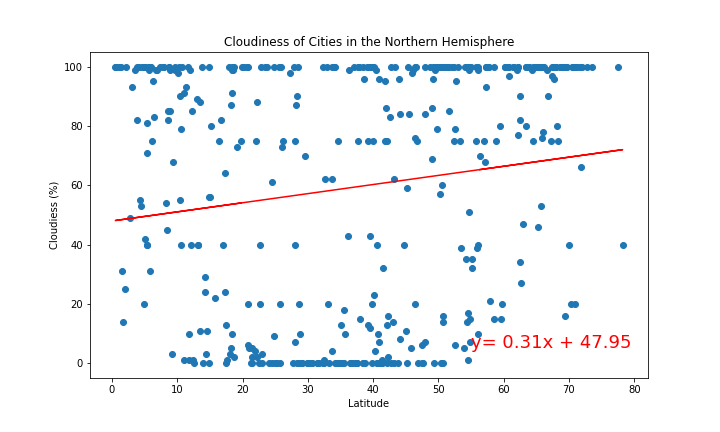 Cloudiness of Cities in the Northern Hemisphere
Cloudiess (%)
100
80
60
40
20
0
y= 0.31x + 47.95
0 10 20 30 40 50 60 70 80
Latitude